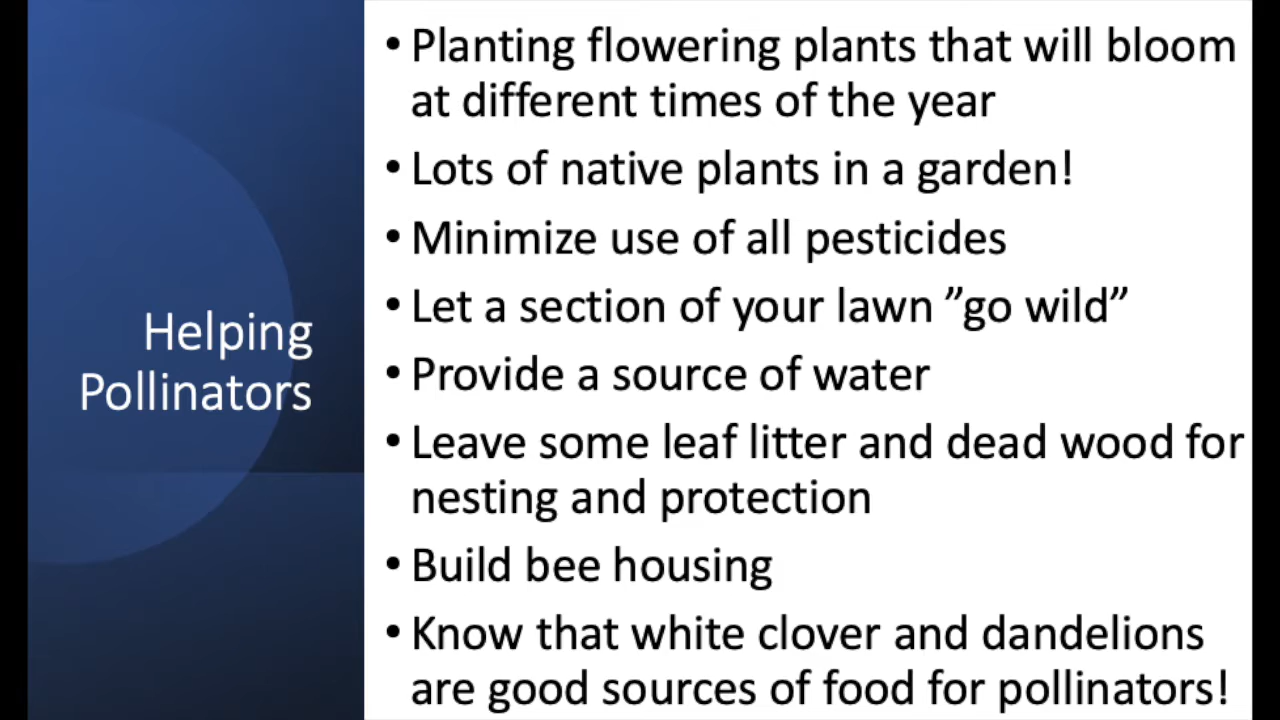 Helping
Pollinators
• Planting flowering plants that will bloom
at different times of the year
• Lots of native plants in a garden!
• Minimize use of all pesticides
• Let a section of your lawn ”go wild”
• Provide a source of water
• Leave some leaf litter and dead wood for
nesting and protection
• Build bee housing
• Know that white clover and dandelions
are good sources of food for pollinators!